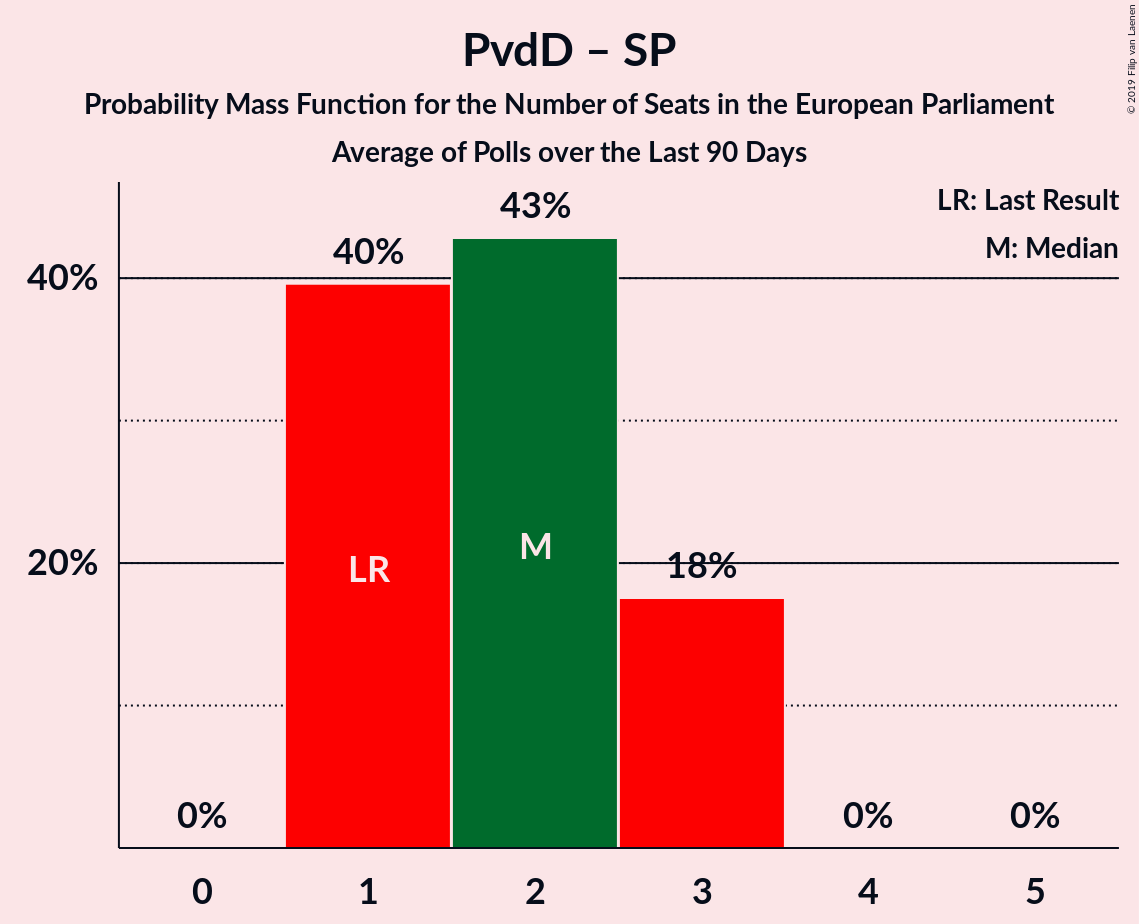 PvdD – SP
Probability Mass Function for the Number of Seats in the European Parliament
Average of Polls over the Last 90 Days
© 2019 Filip van Laenen
LR: Last Result
M: Median
43%
40%
40%
LR
M
20%
18%
0%
0%
0%
0
1
2
3
4
5